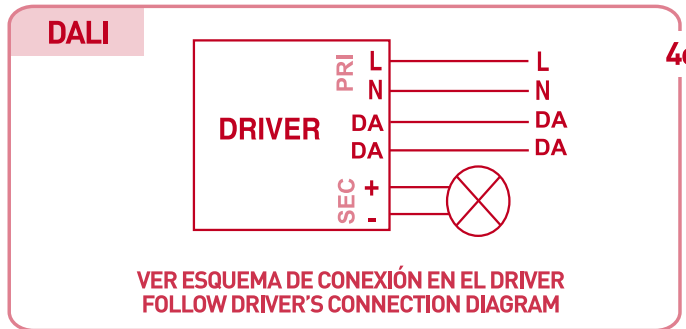 DALI
PRI
L L
N N
DRIVER
DA DA
DA DA
SEC
+
-
VER ESQUEMA DE CONEXIÓN EN EL DRIVER
FOLLOW DRIVER'S CONNECTION DIAGRAM